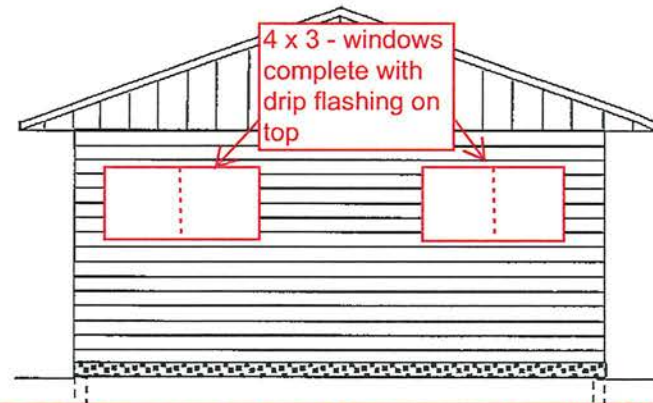 4 x 3 - windows
complete with
drip flashing on
top